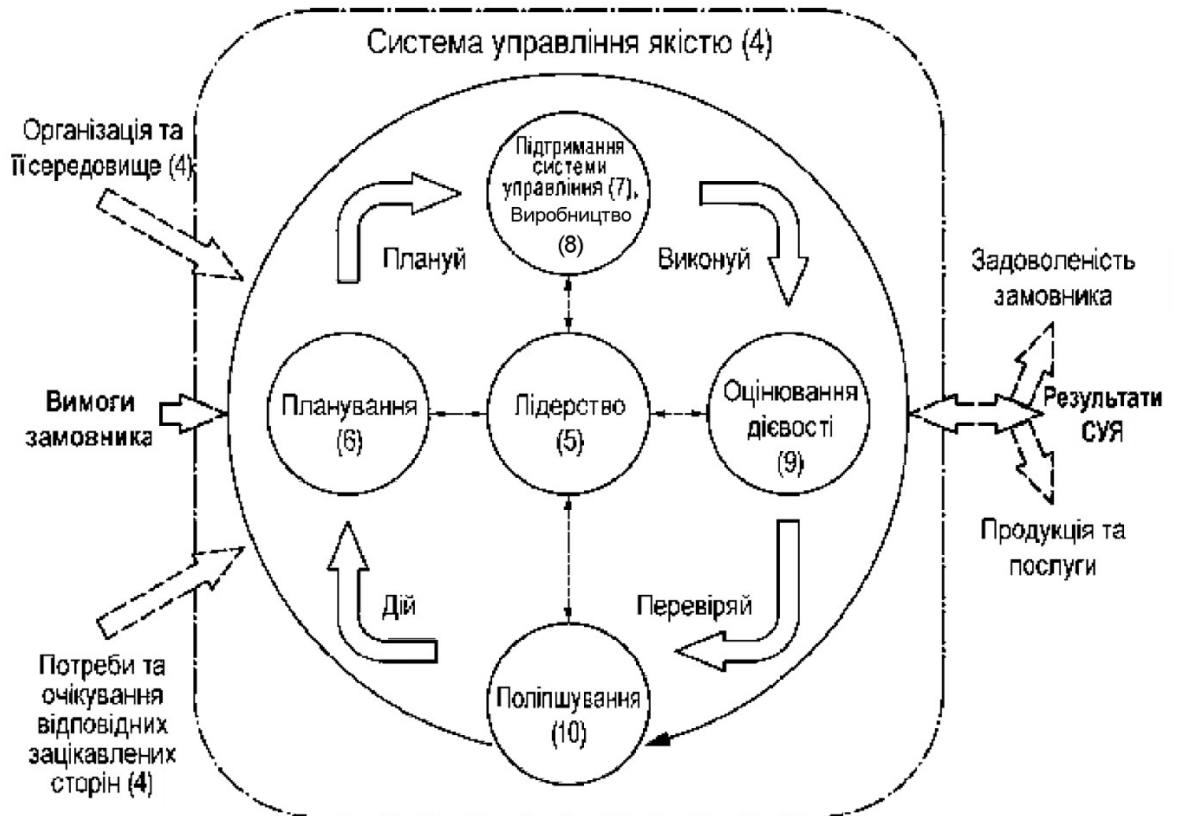 Система управління якістю (4)
Організація та
її середовище (4)
Підтримання
системи
управління (7),
Виробництво
(8)
Плануй
Виконуй
Задоволеність
замовника
Вимоги
замовника
Планування
(6)
Лідерство
(5)
Оцінювання
дієвості
(9)
Результати
СУЯ
Продукція та
послуги
Дій
Перевіряй
Потреби та
очікування
відповідних
зацікавлених
сторін (4)
Поліпшування
(10)